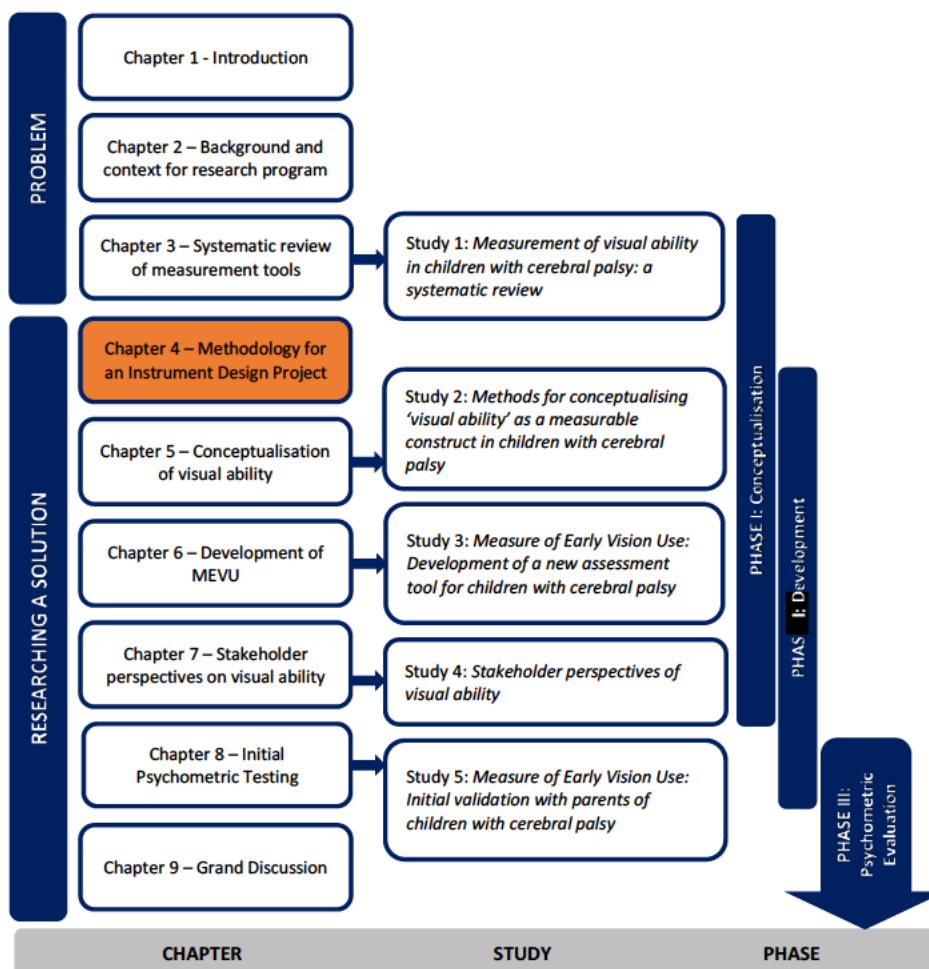 PROBLEM
Chapter 1 - Introduction
Chapter 2 – Background and
context for research program
Chapter 3 – Systematic review
of measurement tools
Study 1: Measurement of visual ability
in children with cerebral palsy: a
systematic review
RESEARCHING A SOLUTION
Chapter 4 – Methodology for
an Instrument Design Project
Study 2: Methods for conceptualising
‘visual ability’ as a measurable
construct in children with cerebral
palsy
Chapter 5 – Conceptualisation
of visual ability
Chapter 6 – Development of
MEVU
Study 3: Measure of Early Vision Use:
Development of a new assessment
tool for children with cerebral palsy
Chapter 7 – Stakeholder
perspectives on visual ability
Study 4: Stakeholder perspectives of
visual ability
Chapter 8 – Initial
Psychometric Testing
Study 5: Measure of Early Vision Use:
Initial validation with parents of
children with cerebral palsy
Chapter 9 – Grand Discussion
PHASE I: Conceptualisation
PHAS I: Development
PHASE III:
Psychometric
Evaluation
CHAPTER STUDY PHASE